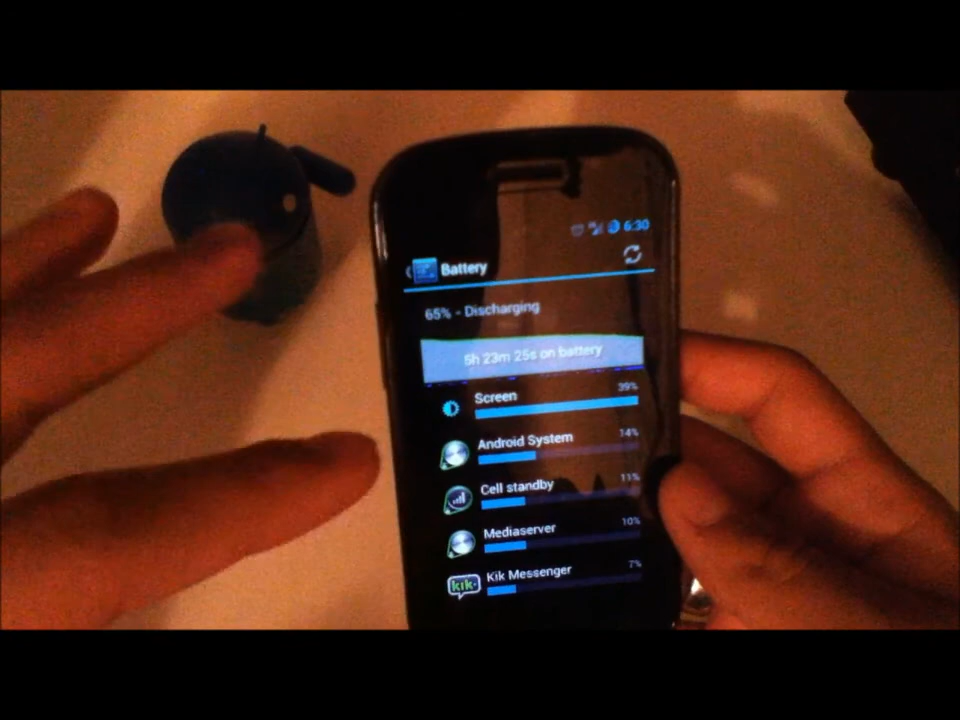 6:30
Battery
65% - Discharging
5h 23m 25s on battery
Screen 39%
Android System 14%
Cell standby 11%
Mediaserver 10%
kik·
Kik Messenger 7%